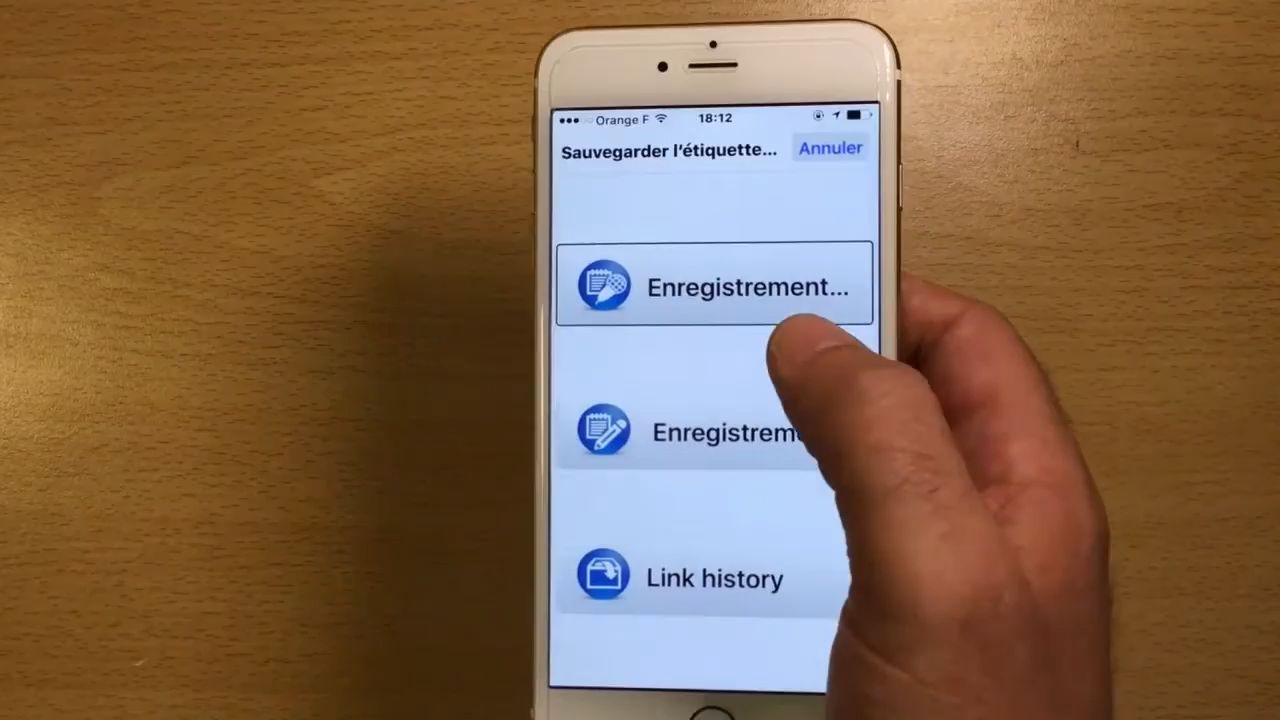 Orange F 18:12
Sauvegarder l'étiquette... Annuler
Enregistrement...
Enregistrem
Link history